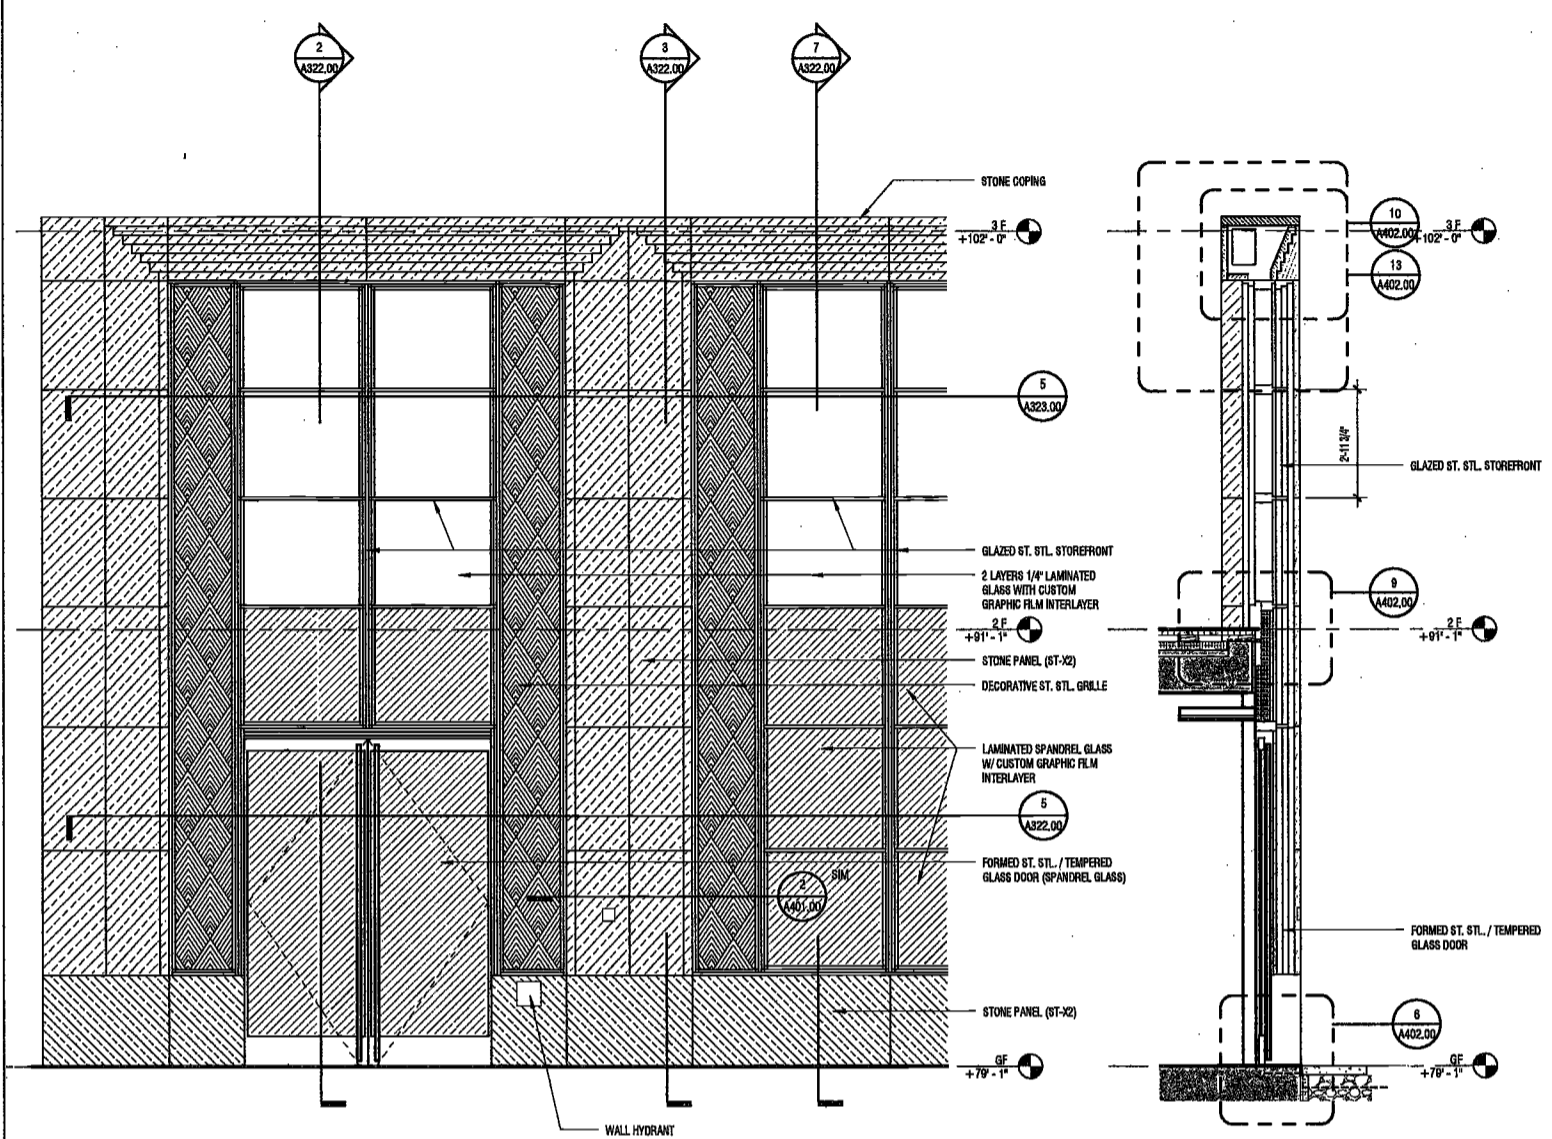 2
A322.00
3
A322.00
7
A322.00
STONE COPING
3 F
+102' - 0"
10
A402.00
3 F
+102' - 0"
13
A402.00
5
A323.00
2'-11 3/4"
GLAZED ST. STL. STOREFRONT
GLAZED ST. STL. STOREFRONT
2 LAYERS 1/4" LAMINATED
GLASS WITH CUSTOM
GRAPHIC FILM INTERLAYER
9
A402.00
2 F
+91' - 1"
2 F
+91' - 1"
STONE PANEL (ST-X2)
DECORATIVE ST. STL. GRILLE
LAMINATED SPANDREL GLASS
W/ CUSTOM GRAPHIC FILM
INTERLAYER
5
A322.00
FORMED ST. STL. / TEMPERED
GLASS DOOR (SPANDREL GLASS)
SIM
2
A401.00
FORMED ST. STL. / TEMPERED
GLASS DOOR
STONE PANEL (ST-X2)
6
A402.00
GF
+79' - 1"
GF
+79' - 1"
WALL HYDRANT